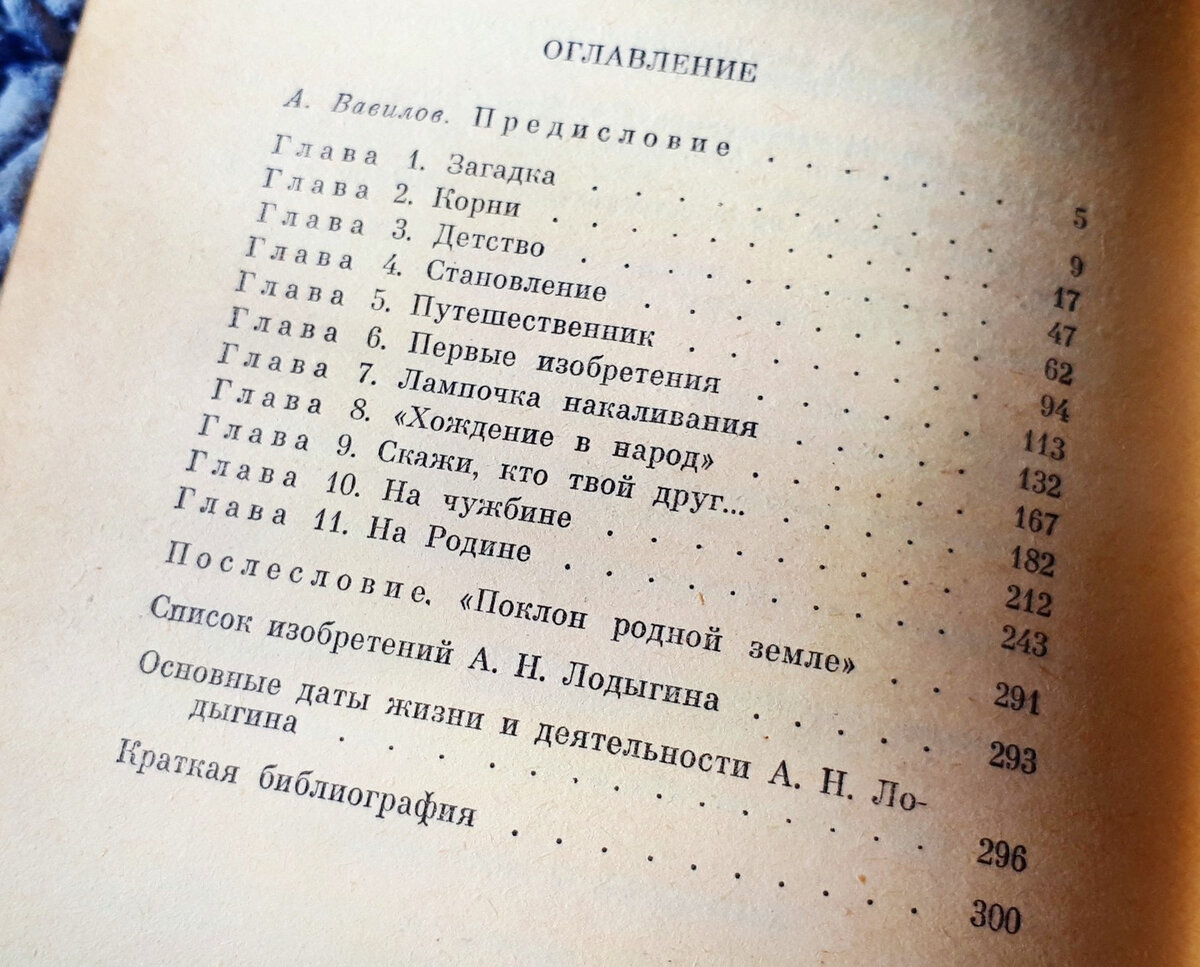 ОГЛАВЛЕНИЕ
А. Вавилов. Предисловие . . . . . . . . 5
Глава 1. Загадка . . . . . . . . . . . 9
Глава 2. Корни . . . . . . . . . . . . 17
Глава 3. Детство . . . . . . . . . . . 47
Глава 4. Становление . . . . . . . . . 62
Глава 5. Путешественник . . . . . . . . 94
Глава 6. Первые изобретения . . . . . . 113
Глава 7. Лампочка накаливания . . . . . 132
Глава 8. «Хождение в народ» . . . . . . 167
Глава 9. Скажи, кто твой друг... . . . . . 182
Глава 10. На чужбине . . . . . . . . . 212
Глава 11. На Родине . . . . . . . . . . 243
Послесловие. «Поклон родной земле» . . 291
Список изобретений А. Н. Лодыгина . . . . . 293
Основные даты жизни и деятельности А. Н. Ло-
дыгина . . . . . . . . . . . . . 296
Краткая библиография . . . . . . . . . 300